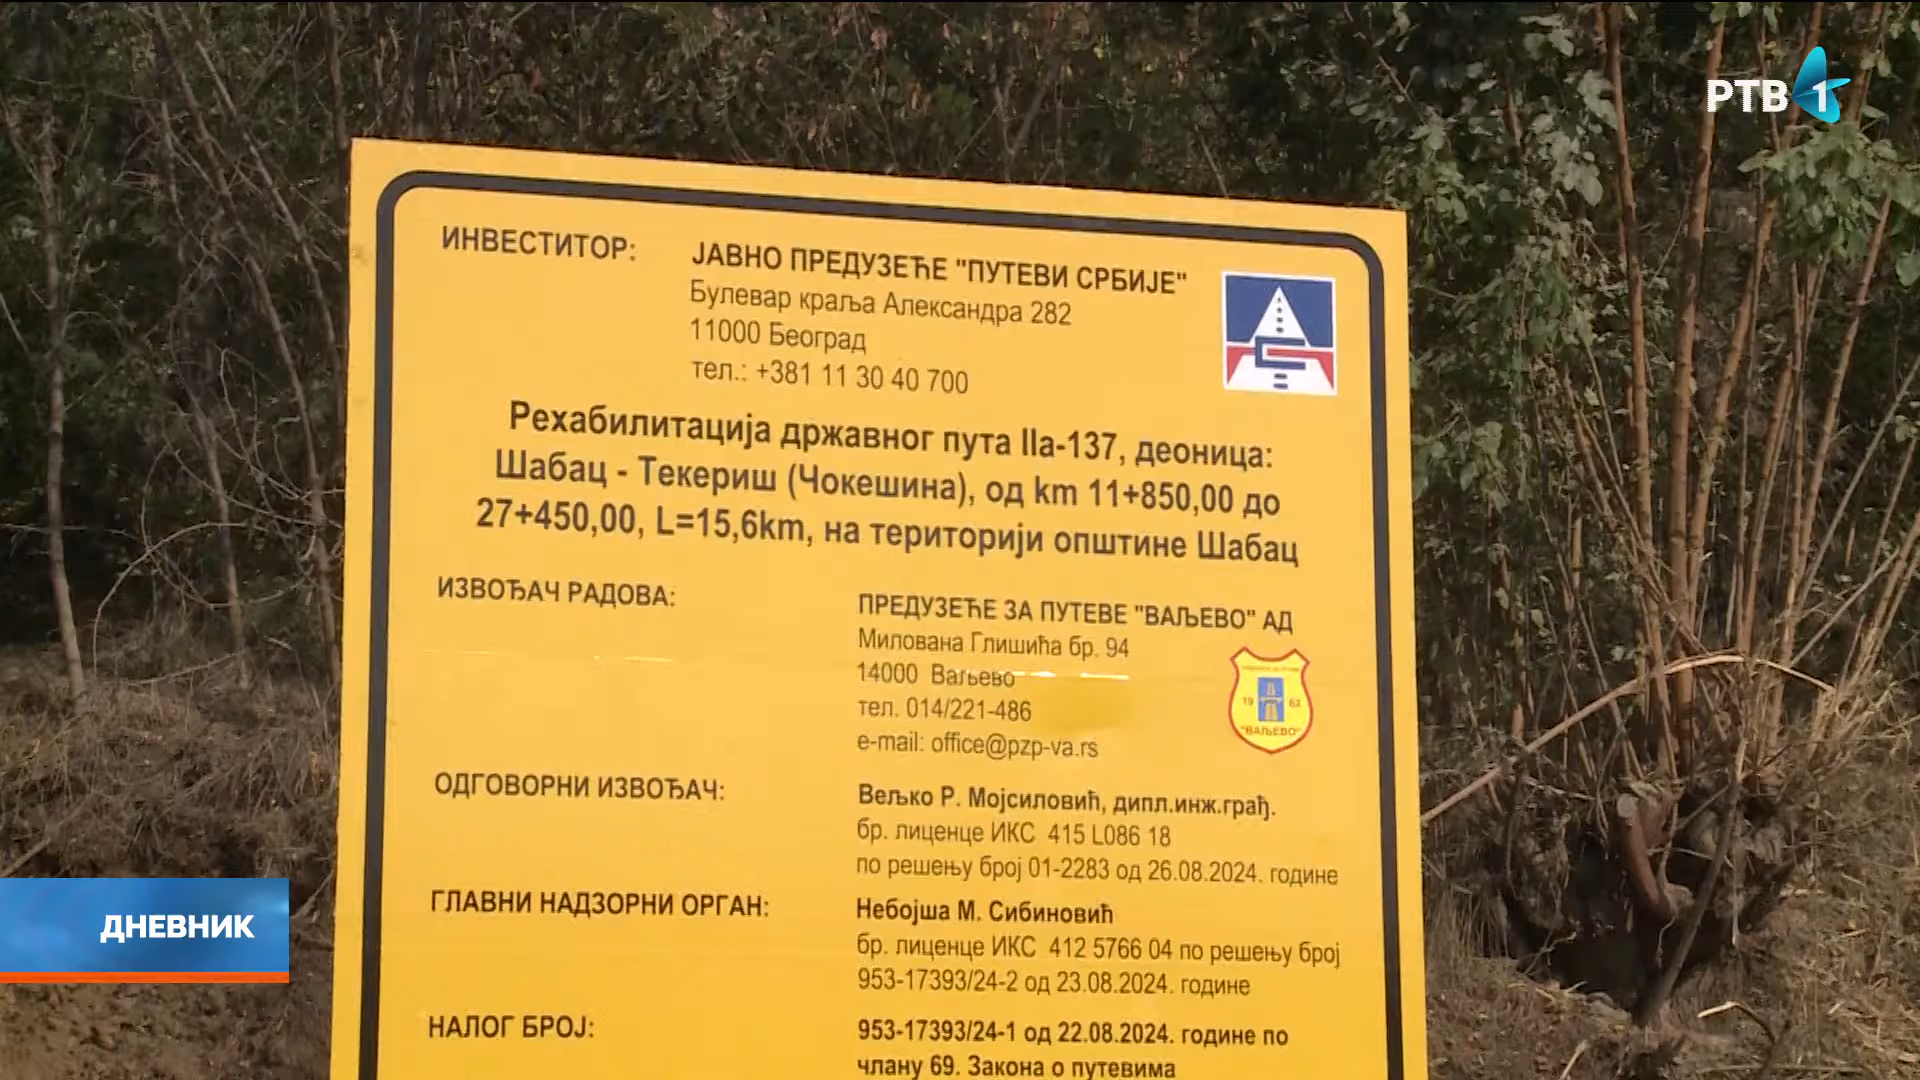 РТВ 1
ИНВЕСТИТОР:
ЈАВНО ПРЕДУЗЕЋЕ "ПУТЕВИ СРБИЈЕ"
Булевар краља Александра 282
11000 Београд
тел.: +381 11 30 40 700
Рехабилитација државног пута IIa-137, деоница:
Шабац - Текериш (Чокешина), од km 11+850,00 до
27+450,00, L=15,6km, на територији општине Шабац
ИЗВОЂАЧ РАДОВА:
ПРЕДУЗЕЋЕ ЗА ПУТЕВЕ "ВАЉЕВО" АД
Милована Глишића бр. 94
14000 Ваљево
тел. 014/221-486
e-mail: office@pzp-va.rs
19 62
"ВАЉЕВО"
ОДГОВОРНИ ИЗВОЂАЧ:
Вељко Р. Мојсиловић, дипл.инж.грађ.
бр. лиценце ИКС 415 L086 18
по решењу број 01-2283 од 26.08.2024. године
ГЛАВНИ НАДЗОРНИ ОРГАН:
Небојша М. Сибиновић
бр. лиценце ИКС 412 5766 04 по решењу број
953-17393/24-2 од 23.08.2024. године
НАЛОГ БРОЈ:
953-17393/24-1 од 22.08.2024. године по
члану 69. Закона о путевима
ДНЕВНИК